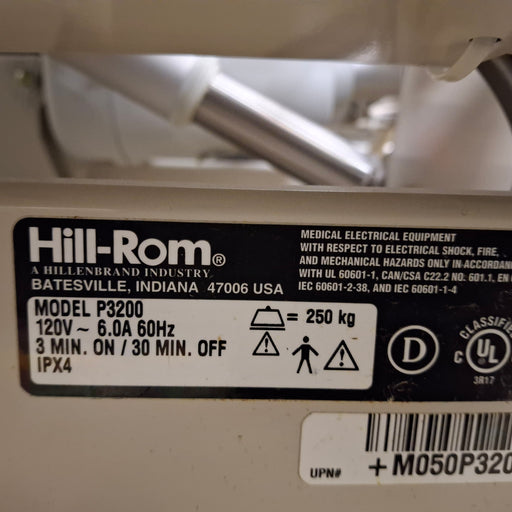 Hill-Rom®
A HILLENBRAND INDUSTRY
BATESVILLE, INDIANA 47006 USA
MEDICAL ELECTRICAL EQUIPMENT
WITH RESPECT TO ELECTRICAL SHOCK, FIRE,
AND MECHANICAL HAZARDS ONLY IN ACCORDAN
WITH UL 60601-1, CAN/CSA C22.2 NO: 601.1, EN
IEC 60601-2-38, AND IEC 60601-1-4
MODEL P3200
120V ~ 6.0A 60Hz
3 MIN. ON / 30 MIN. OFF
IPX4
= 250 kg
D
CLASSIFIE
C UL
3R17
UPN# +M050P320